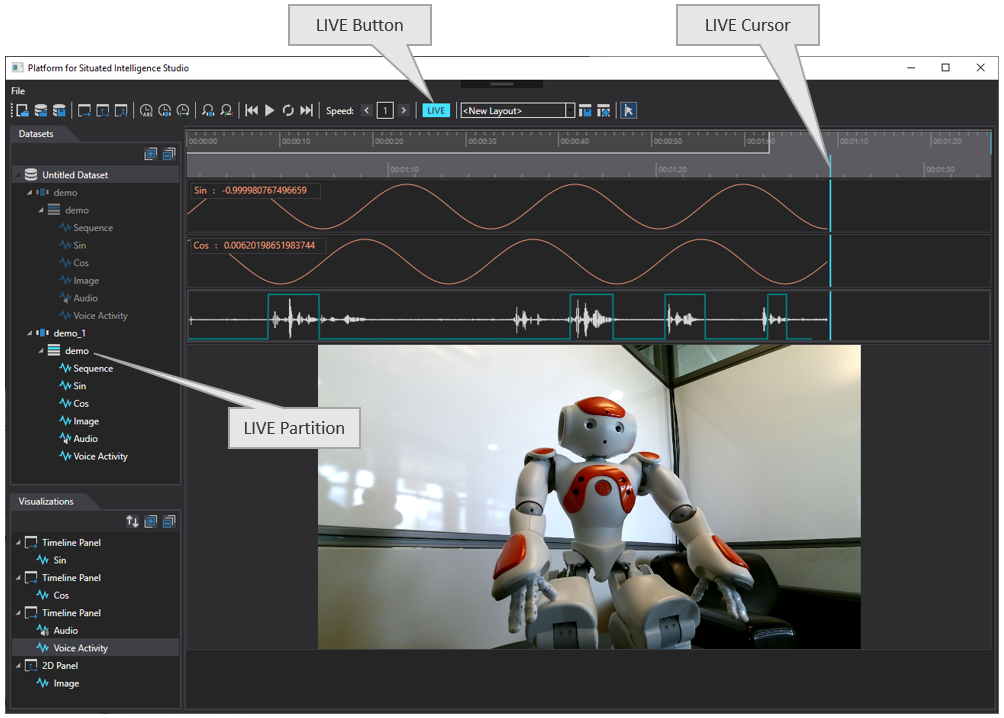 LIVE Button
LIVE Cursor
Platform for Situated Intelligence Studio
File
Speed:
1
LIVE
<New Layout>
Datasets
00:00:00
00:00:10
00:00:20
00:00:30
00:00:40
00:00:50
00:01:00
00:01:10
00:01:20
00:01:10
00:01:20
00:01:30
Untitled Dataset
demo
demo
Sequence
Sin
Cos
Image
Audio
Voice Activity
demo_1
demo
Sequence
Sin
Cos
Image
Audio
Voice Activity
Sin : -0.999980767496659
Cos : 0.00620198651983744
LIVE Partition
Visualizations
Timeline Panel
Sin
Timeline Panel
Cos
Timeline Panel
Audio
Voice Activity
2D Panel
Image